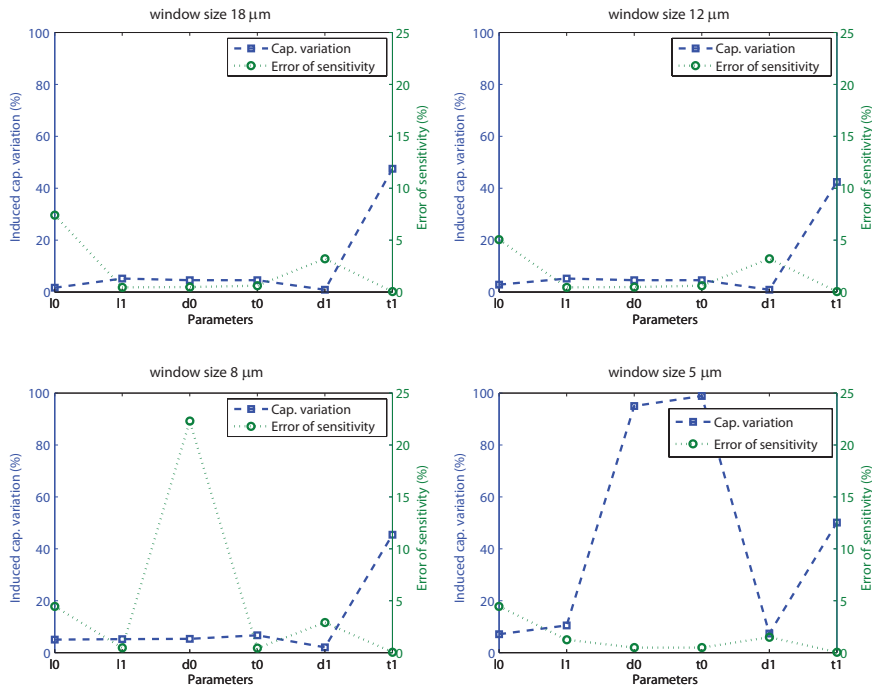 window size 18 μm
Cap. variation
Error of sensitivity
Induced cap. variation (%)
100
80
60
40
20
0
25
20
15
10
5
0
Error of sensitivity (%)
l0 l1 d0 t0 d1 t1
Parameters
window size 12 μm
Cap. variation
Error of sensitivity
Induced cap. variation (%)
100
80
60
40
20
0
25
20
15
10
5
0
Error of sensitivity (%)
l0 l1 d0 t0 d1 t1
Parameters
window size 8 μm
Cap. variation
Error of sensitivity
Induced cap. variation (%)
100
80
60
40
20
0
25
20
15
10
5
0
Error of sensitivity (%)
l0 l1 d0 t0 d1 t1
Parameters
window size 5 μm
Cap. variation
Error of sensitivity
Induced cap. variation (%)
100
80
60
40
20
0
25
20
15
10
5
0
Error of sensitivity (%)
l0 l1 d0 t0 d1 t1
Parameters